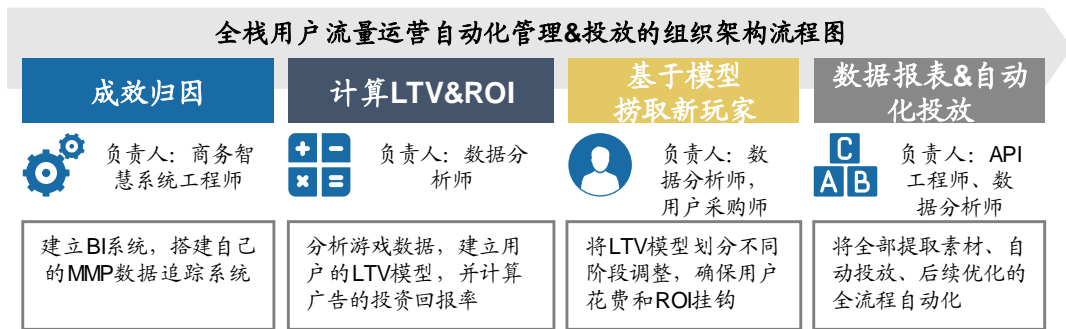 全栈用户流量运营自动化管理&投放的组织架构流程图
成效归因
计算LTV&ROI
基于模型
捞取新玩家
数据报表&自动
化投放
负责人：商务智
慧系统工程师
负责人：数据分
析师
负责人：数
据分析师，
用户采购师
C
A B
负责人：API
工程师、数
据分析师
建立BI系统，搭建自己
的MMP数据追踪系统
分析游戏数据，建立用
户的LTV模型，并计算
广告的投资回报率
将LTV模型划分不同
阶段调整，确保用户
花费和ROI挂钩
将全部提取素材、自
动投放、后续优化的
全流程自动化